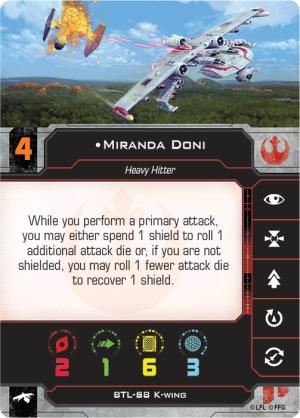 •Miranda Doni
4
Heavy Hitter
While you perform a primary attack,
you may either spend 1 shield to roll 1
additional attack die or, if you are not
shielded, you may roll 1 fewer attack die
to recover 1 shield.
2 1 6 3
BTL-S8 K-wing
©LFL ©FFG